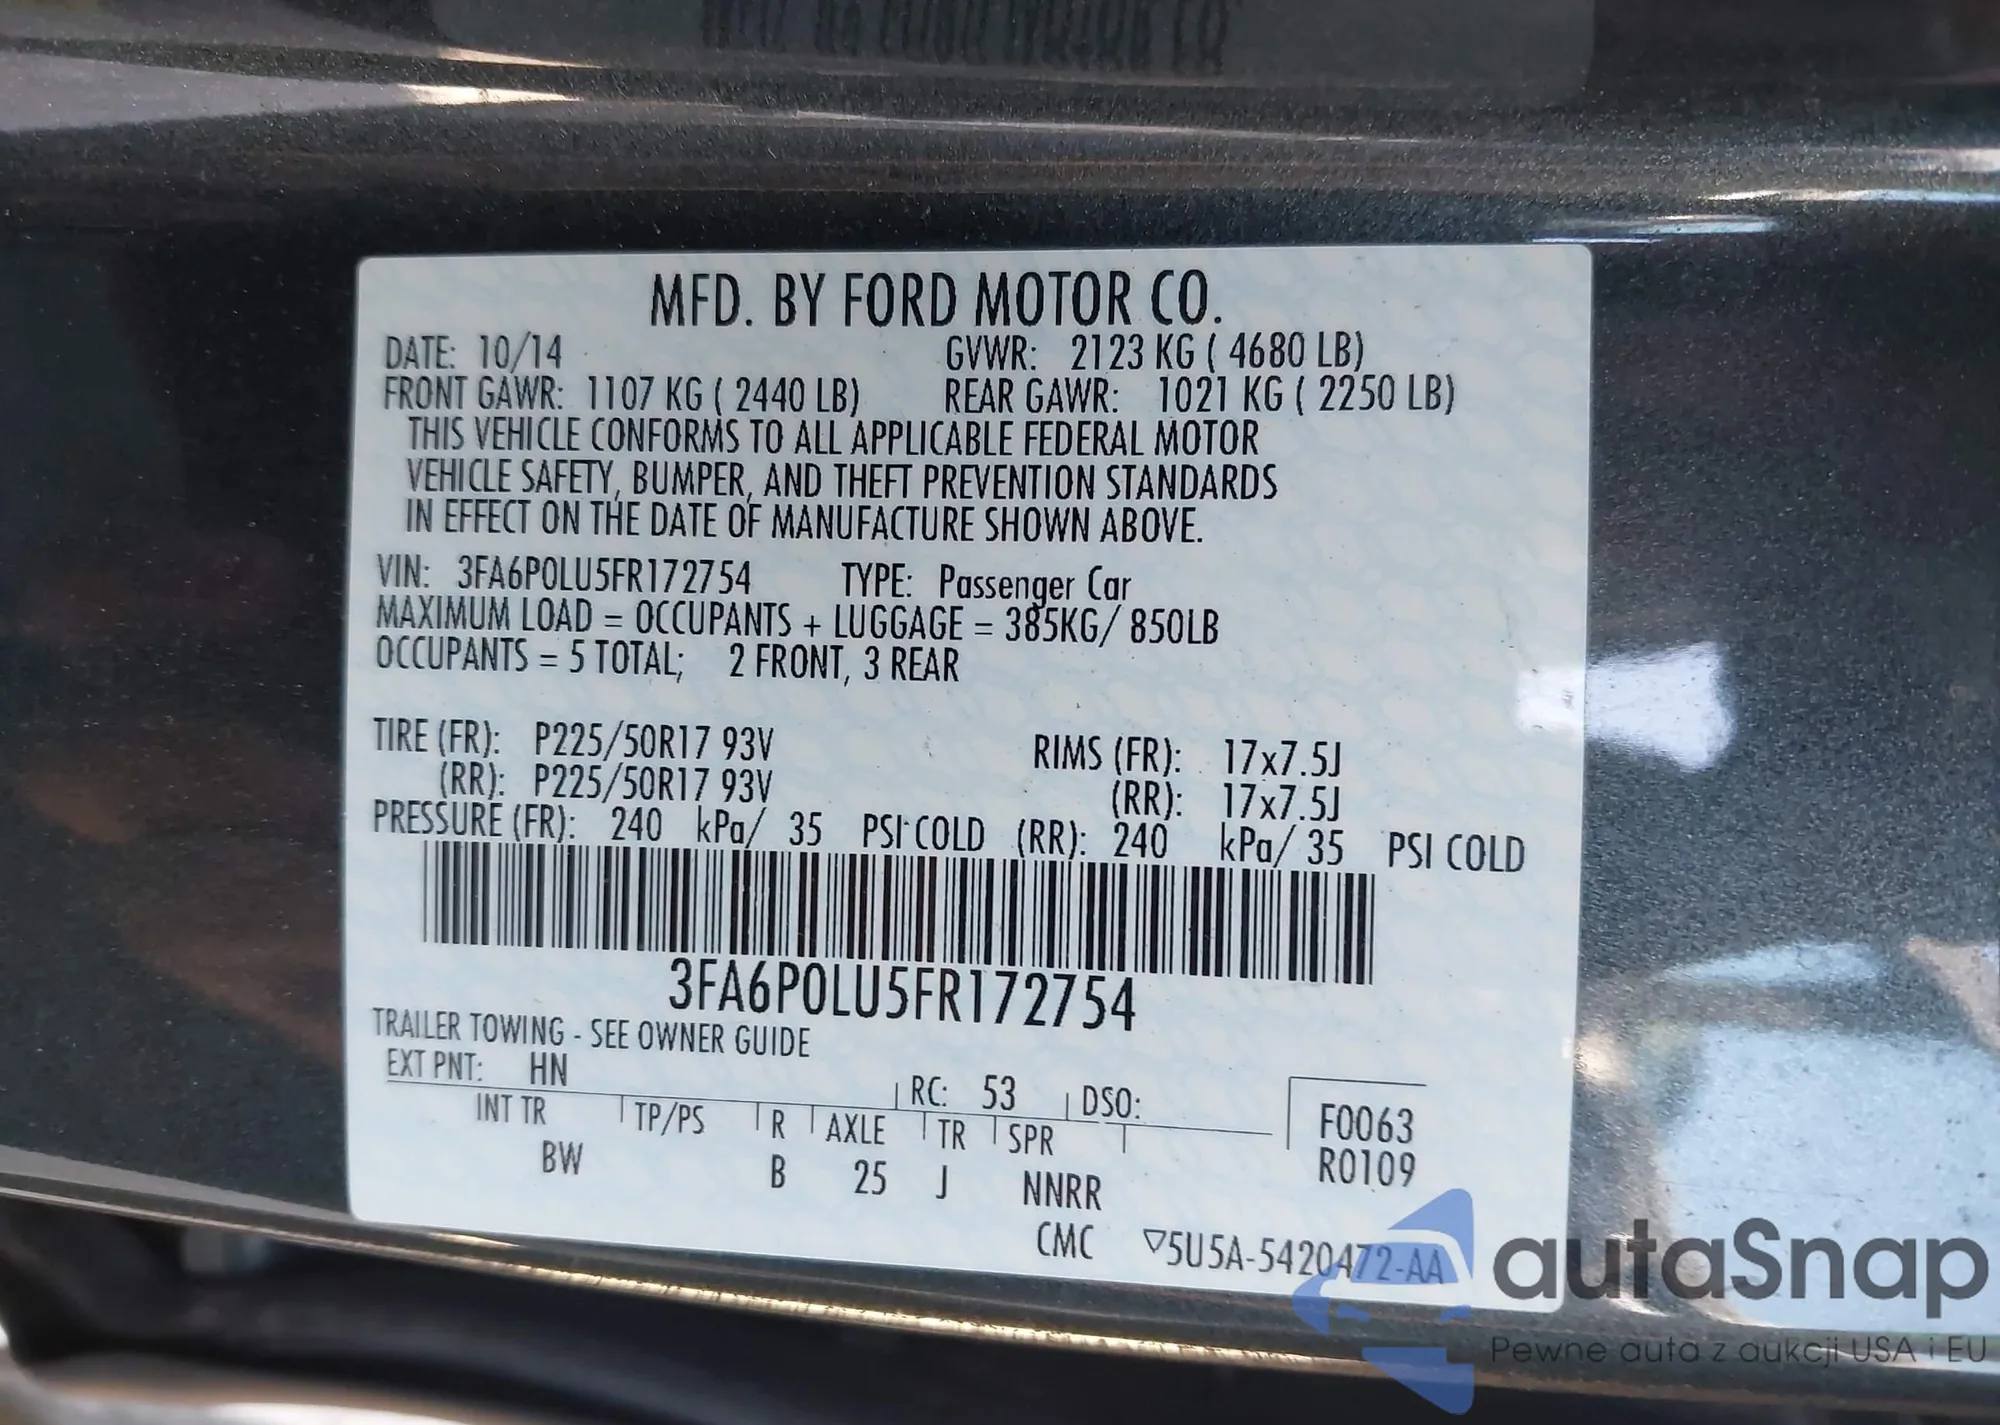 MFD. BY FORD MOTOR CO.
DATE: 10/14 GVWR: 2123 KG ( 4680 LB)
FRONT GAWR: 1107 KG ( 2440 LB) REAR GAWR: 1021 KG ( 2250 LB)
THIS VEHICLE CONFORMS TO ALL APPLICABLE FEDERAL MOTOR
VEHICLE SAFETY, BUMPER, AND THEFT PREVENTION STANDARDS
IN EFFECT ON THE DATE OF MANUFACTURE SHOWN ABOVE.
VIN: 3FA6P0LU5FR172754 TYPE: Passenger Car
MAXIMUM LOAD = OCCUPANTS + LUGGAGE = 385KG/ 850LB
OCCUPANTS = 5 TOTAL; 2 FRONT, 3 REAR
TIRE (FR): P225/50R17 93V RIMS (FR): 17x7.5J
(RR): P225/50R17 93V (RR): 17x7.5J
PRESSURE (FR): 240 kPa/ 35 PSI COLD (RR): 240 kPa/ 35 PSI COLD
3FA6P0LU5FR172754
TRAILER TOWING - SEE OWNER GUIDE
EXT PNT: HN RC: 53 DSO: F0063
INT TR TP/PS R AXLE TR SPR R0109
BW B 25 J NNRR
CMC ▽5U5A-5420472-AA
autaSnap
Pewne auta z aukcji USA i EU